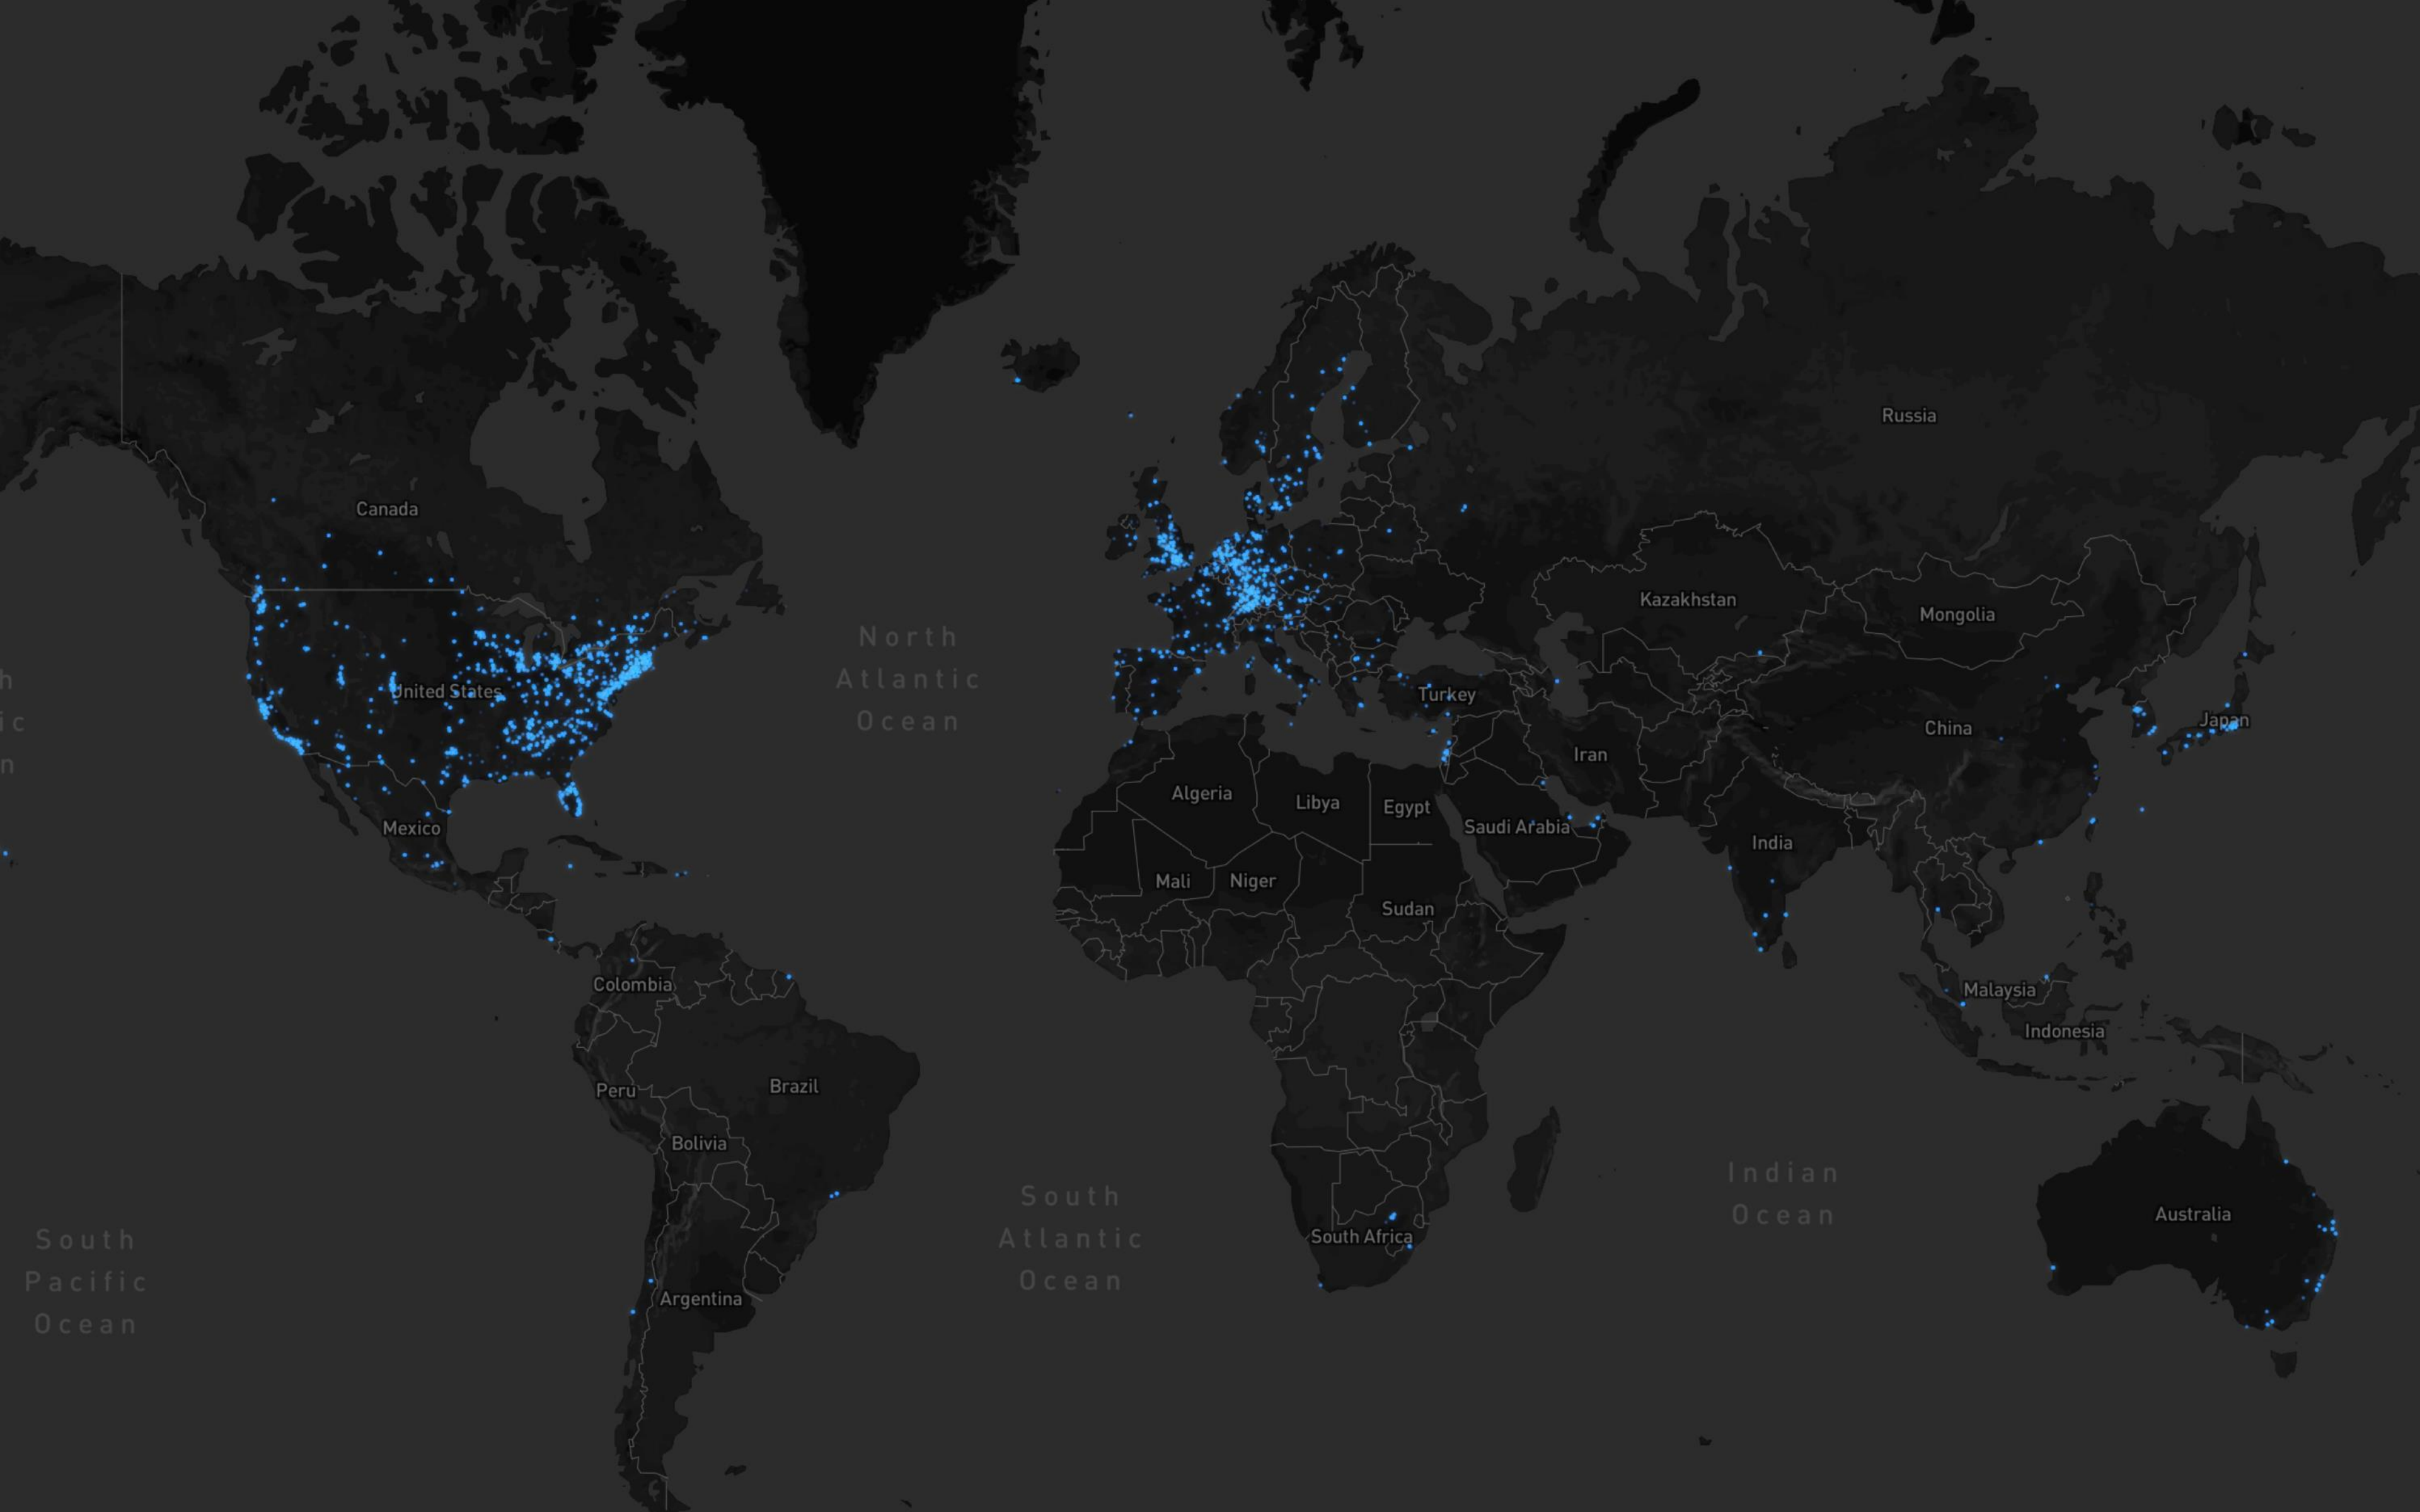 Russia
Canada
Kazakhstan
Mongolia
North
Atlantic
Ocean
United States
Turkey
Japan
China
Iran
Algeria
Libya
Egypt
Mexico
Saudi Arabia
India
Mali
Niger
Sudan
Colombia
Malaysia
Indonesia
Peru
Brazil
Bolivia
Indian
Ocean
South
Atlantic
Ocean
Australia
South Africa
South
Pacific
Ocean
Argentina
h
ic
n